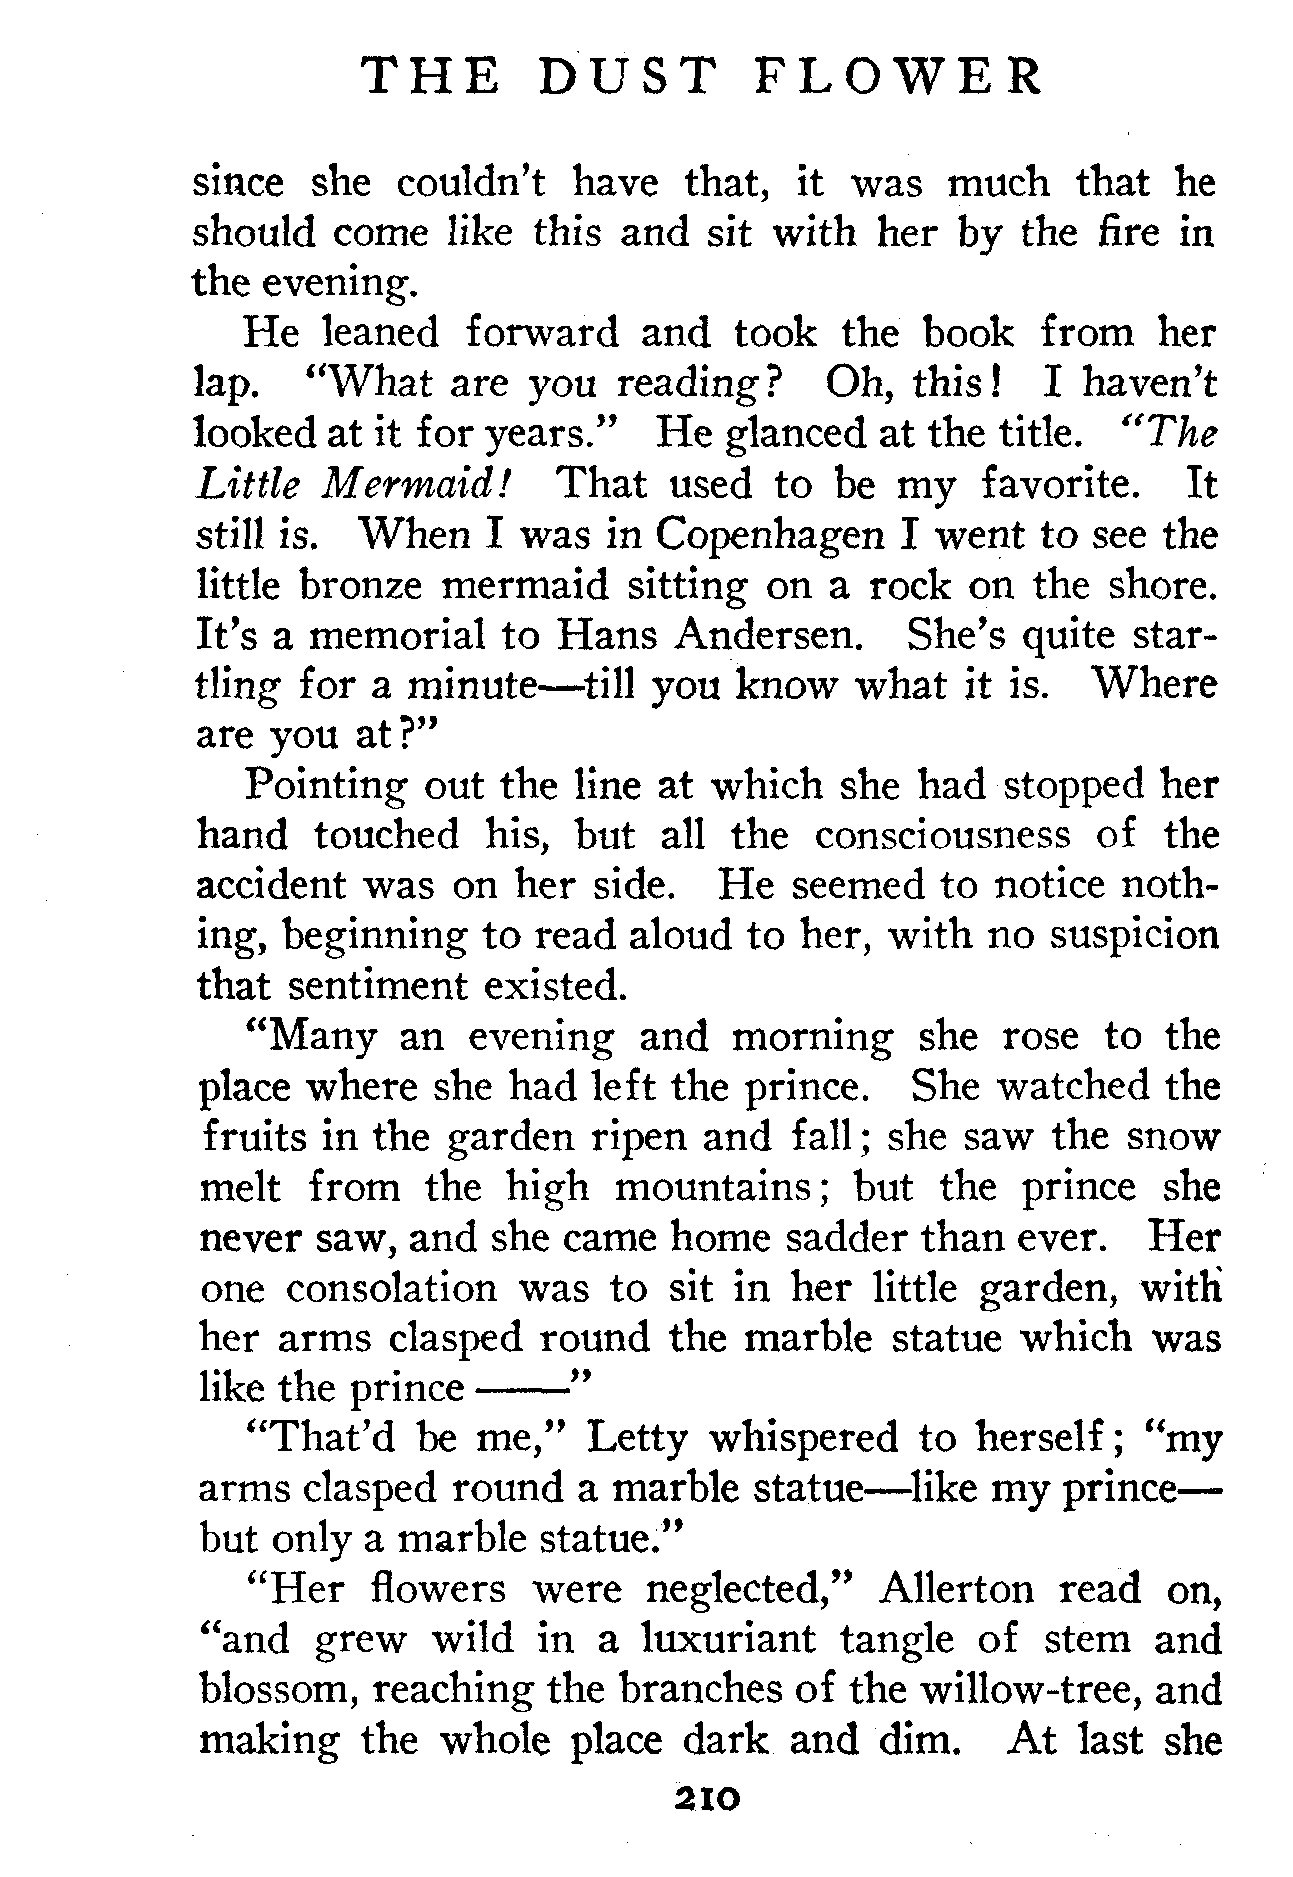 THE DUST FLOWER
since she couldn't have that, it was much that he
should come like this and sit with her by the fire in
the evening.
He leaned forward and took the book from her
lap. “What are you reading? Oh, this! I haven't
looked at it for years.” He glanced at the title. “The
Little Mermaid! That used to be my favorite. It
still is. When I was in Copenhagen I went to see the
little bronze mermaid sitting on a rock on the shore.
It's a memorial to Hans Andersen. She's quite star-
tling for a minute—till you know what it is. Where
are you at?”
Pointing out the line at which she had stopped her
hand touched his, but all the consciousness of the
accident was on her side. He seemed to notice noth-
ing, beginning to read aloud to her, with no suspicion
that sentiment existed.
“Many an evening and morning she rose to the
place where she had left the prince. She watched the
fruits in the garden ripen and fall; she saw the snow
melt from the high mountains; but the prince she
never saw, and she came home sadder than ever. Her
one consolation was to sit in her little garden, with
her arms clasped round the marble statue which was
like the prince ——”
“That'd be me,” Letty whispered to herself; “my
arms clasped round a marble statue—like my prince—
but only a marble statue.”
“Her flowers were neglected,” Allerton read on,
“and grew wild in a luxuriant tangle of stem and
blossom, reaching the branches of the willow-tree, and
making the whole place dark and dim. At last she
210